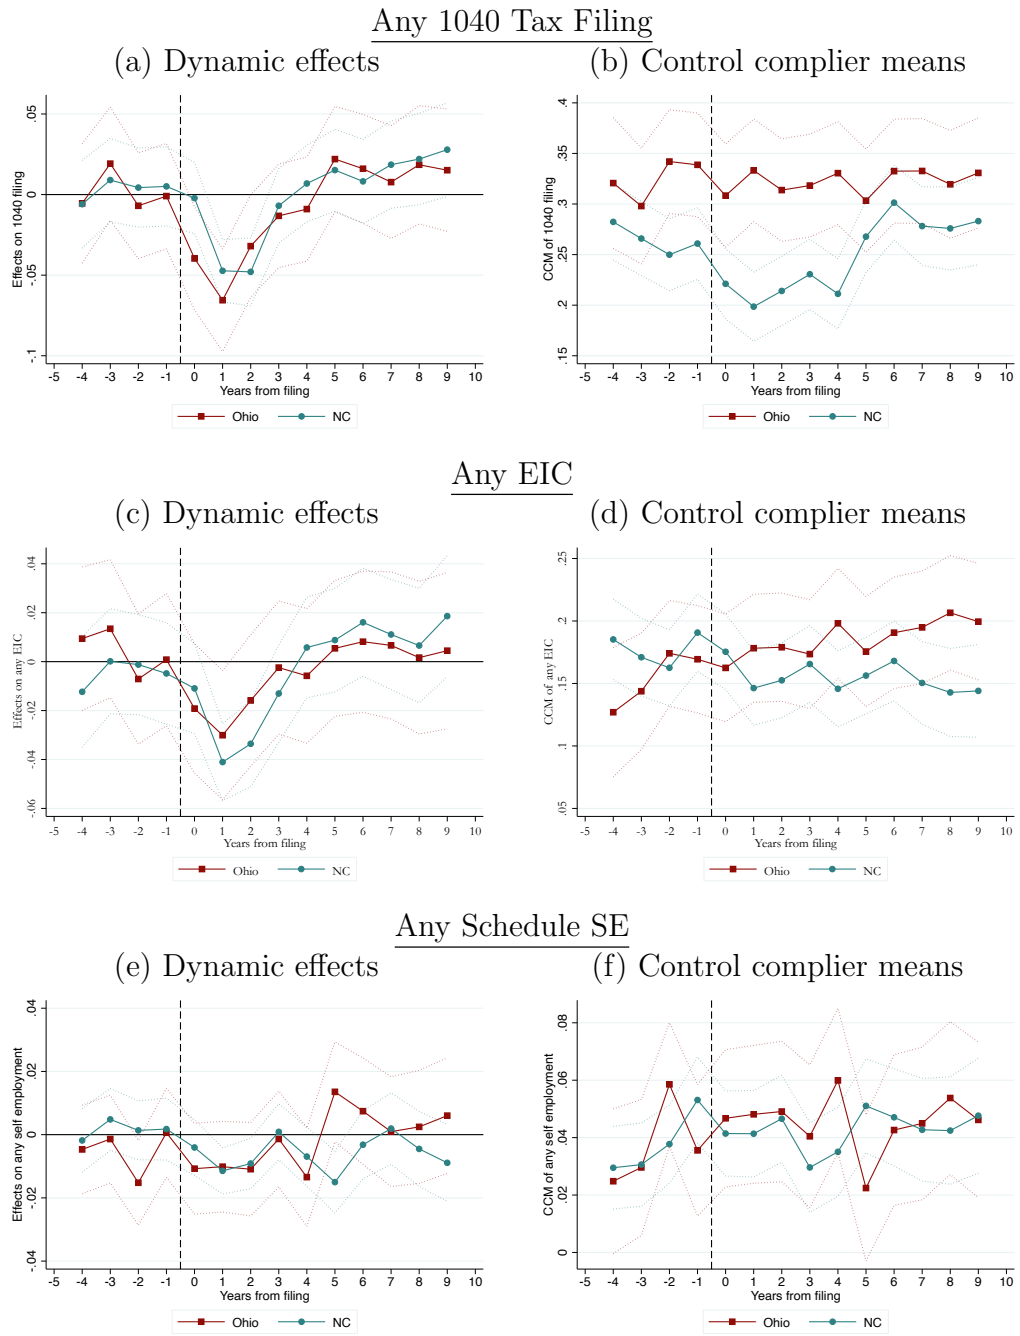 Any 1040 Tax Filing
(a) Dynamic effects
(b) Control complier means
Effects on 1040 filing
.05
0
-.05
-.1
-5 -4 -3 -2 -1 0 1 2 3 4 5 6 7 8 9 10
Years from filing
Ohio NC
CCM of 1040 filing
.4
.35
.3
.25
.2
.15
-5 -4 -3 -2 -1 0 1 2 3 4 5 6 7 8 9 10
Years from filing
Ohio NC
Any EIC
(c) Dynamic effects
(d) Control complier means
Effects on any EIC
.04
.02
0
-.02
-.04
-.06
-5 -4 -3 -2 -1 0 1 2 3 4 5 6 7 8 9 10
Years from filing
Ohio NC
CCM of any EIC
.25
.2
.15
.1
.05
-5 -4 -3 -2 -1 0 1 2 3 4 5 6 7 8 9 10
Years from filing
Ohio NC
Any Schedule SE
(e) Dynamic effects
(f) Control complier means
Effects on any self employment
.04
.02
0
-.02
-.04
-5 -4 -3 -2 -1 0 1 2 3 4 5 6 7 8 9 10
Years from filing
Ohio NC
CCM of any self employment
.08
.06
.04
.02
0
-5 -4 -3 -2 -1 0 1 2 3 4 5 6 7 8 9 10
Years from filing
Ohio NC